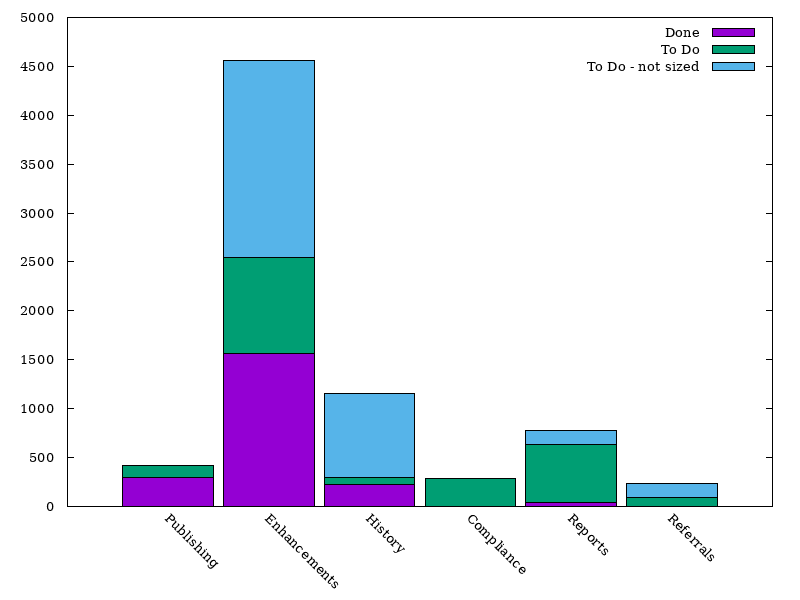 5000
4500
4000
3500
3000
2500
2000
1500
1000
500
0
Done
To Do
To Do - not sized
Publishing
Enhancements
History
Compliance
Reports
Referrals